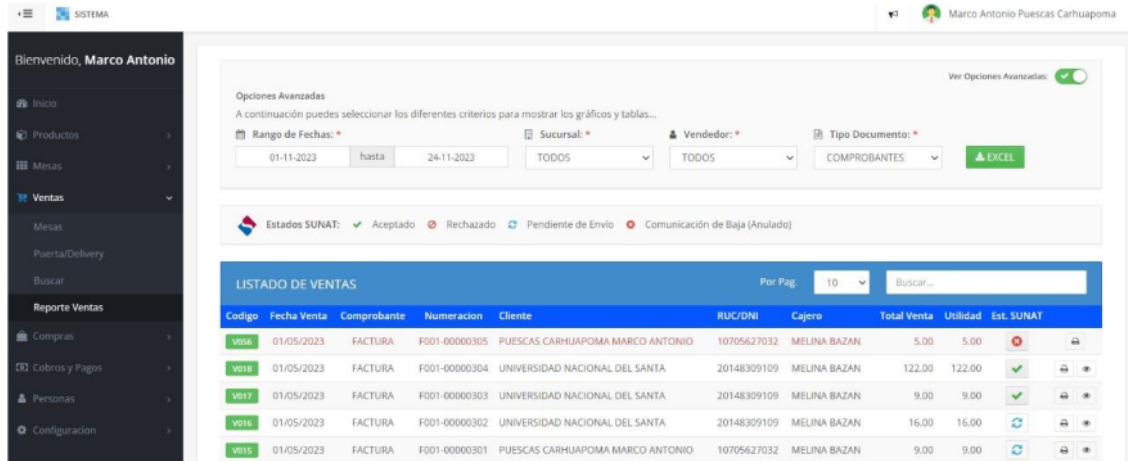 SISTEMA
Marco Antonio Puescas Carhuapoma
Bienvenido, Marco Antonio
Inicio
Productos
Mesas
Ventas
Mesas
Puerta/Delivery
Buscar
Reporte Ventas
Compras
Cobros y Pagos
Personas
Configuracion
Ver Opciones Avanzadas:
Opciones Avanzadas
A continuación puedes seleccionar los diferentes criterios para mostrar los gráficos y tablas...
Rango de Fechas: * Sucursal: * Vendedor: * Tipo Documento: *
01-11-2023 hasta 24-11-2023 TODOS TODOS COMPROBANTES EXCEL
Estados SUNAT: Aceptado Rechazado Pendiente de Envío Comunicación de Baja (Anulado)
LISTADO DE VENTAS Por Pag. 10 Buscar...
Codigo Fecha Venta Comprobante Numeracion Cliente RUC/DNI Cajero Total Venta Utilidad Est. SUNAT
V056 01/05/2023 FACTURA F001-00000305 PUESCAS CARHUAPOMA MARCO ANTONIO 10705627032 MELINA BAZAN 5.00 5.00
V018 01/05/2023 FACTURA F001-00000304 UNIVERSIDAD NACIONAL DEL SANTA 20148309109 MELINA BAZAN 122.00 122.00
V017 01/05/2023 FACTURA F001-00000303 UNIVERSIDAD NACIONAL DEL SANTA 20148309109 MELINA BAZAN 9.00 9.00
V016 01/05/2023 FACTURA F001-00000302 UNIVERSIDAD NACIONAL DEL SANTA 20148309109 MELINA BAZAN 16.00 16.00
V015 01/05/2023 FACTURA F001-00000301 PUESCAS CARHUAPOMA MARCO ANTONIO 10705627032 MELINA BAZAN 9.00 9.00